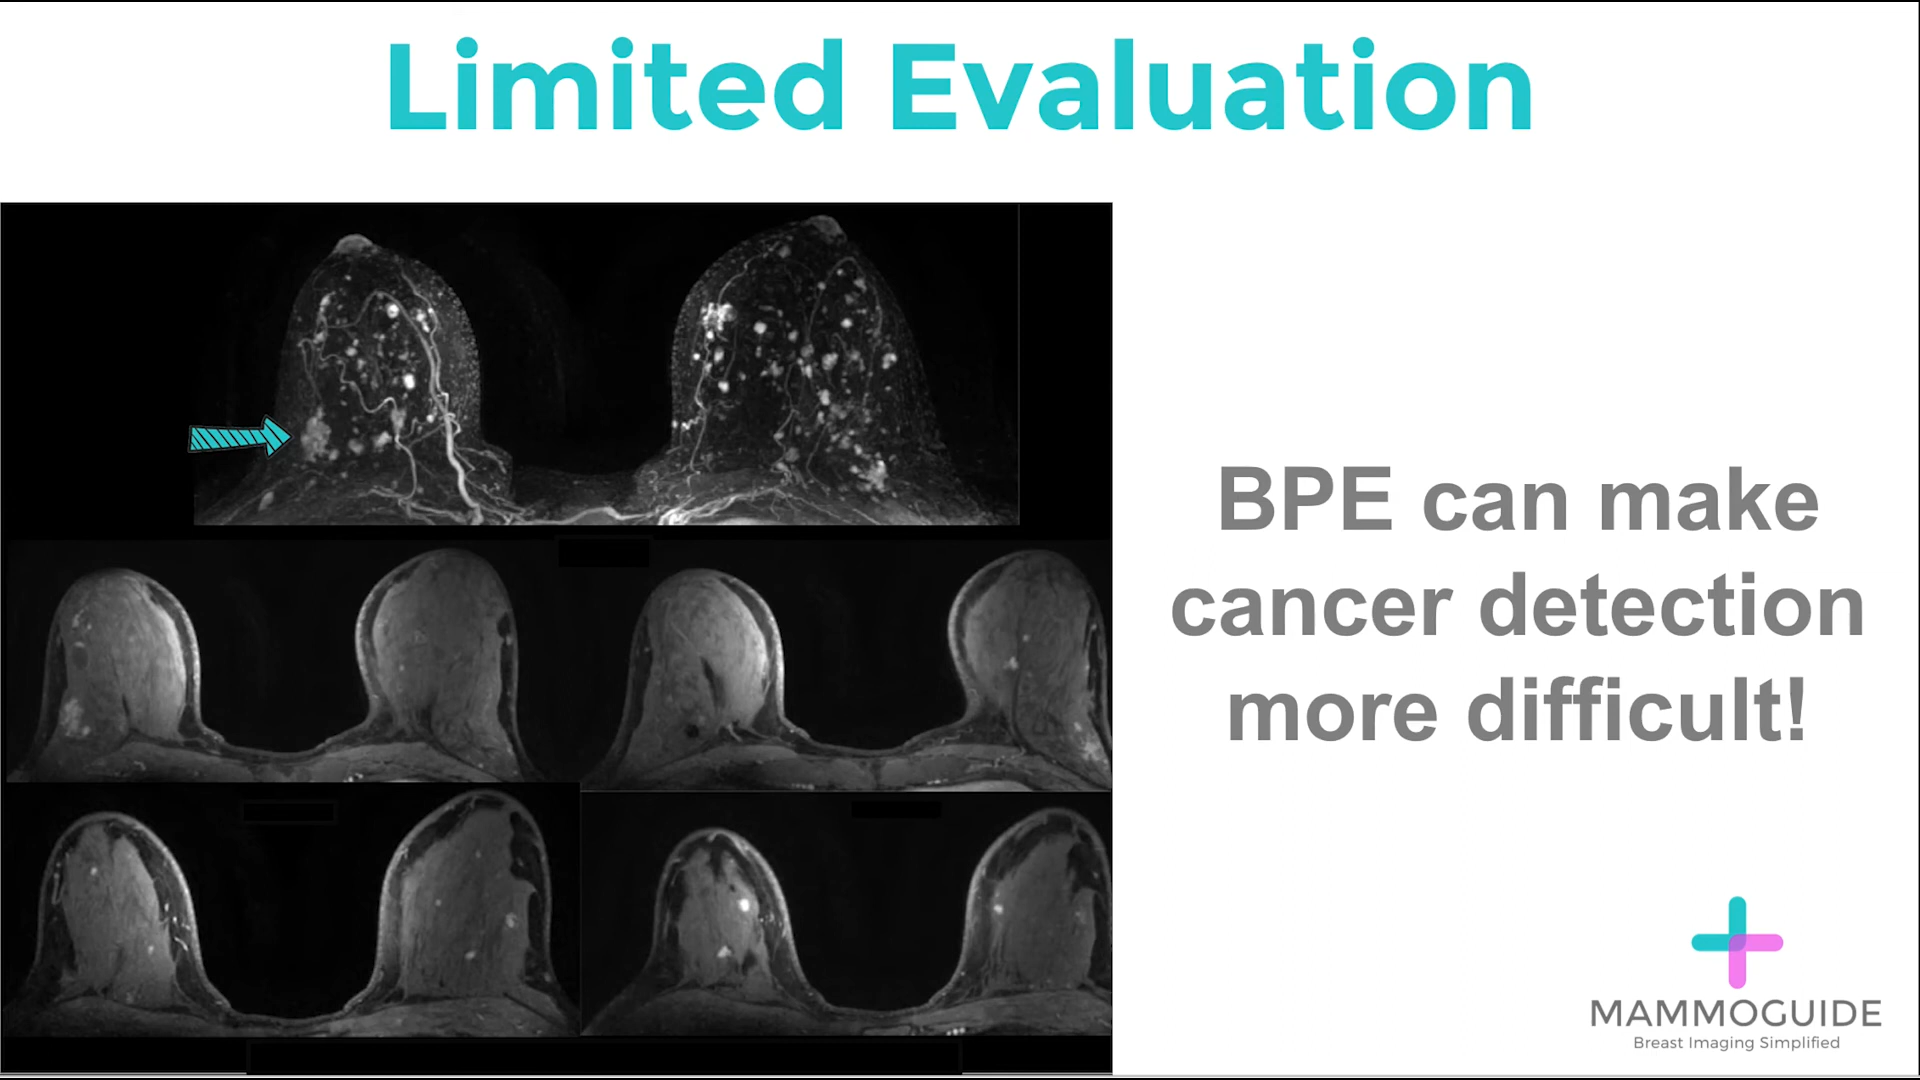 Limited Evaluation
BPE can make
cancer detection
more difficult!
MAMMOGUIDE
Breast Imaging Simplified